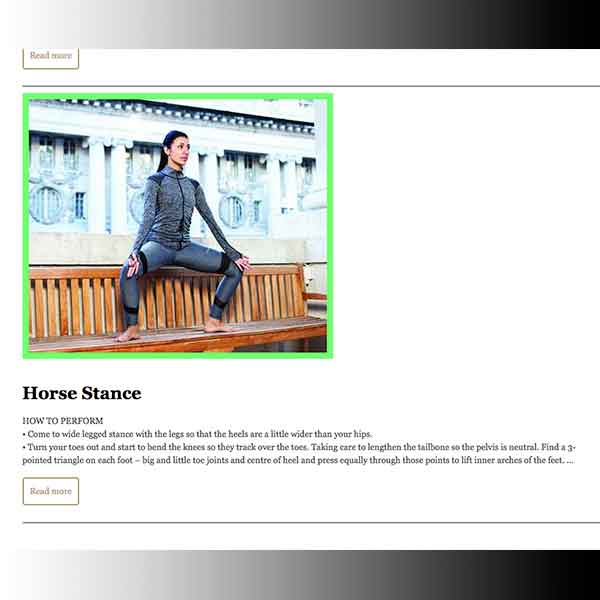 Read more
Horse Stance
HOW TO PERFORM
• Come to wide legged stance with the legs so that the heels are a little wider than your hips.
• Turn your toes out and start to bend the knees so they track over the toes. Taking care to lengthen the tailbone so the pelvis is neutral. Find a 3-
pointed triangle on each foot – big and little toe joints and centre of heel and press equally through those points to lift inner arches of the feet. ...
Read more